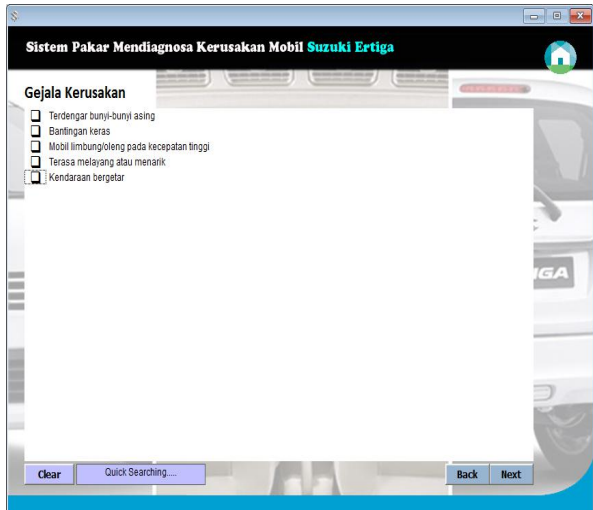 Sistem Pakar Mendiagnosa Kerusakan Mobil Suzuki Ertiga
Gejala Kerusakan
Terdengar bunyi-bunyi asing
Bantingan keras
Mobil limbung/oleng pada kecepatan tinggi
Terasa melayang atau menarik
Kendaraan bergetar
IGA
Clear
Quick Searching.....
Back
Next